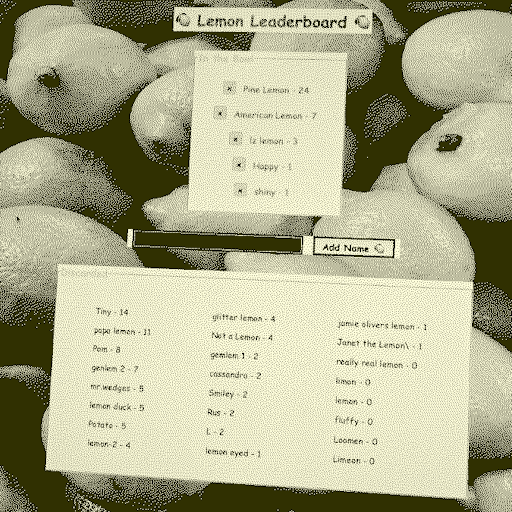 Lemon Leaderboard
In the Bowl
Pine Lemon - 24
American Lemon - 7
lz lemon - 3
Happy - 1
shiny - 1
Add Name
Tiny - 14
papa lemon - 11
Pam - 8
genlem 2 - 7
mr.wedges - 5
lemon duck - 5
Potato - 5
lemon-2 - 4
glitter lemon - 4
Not a Lemon - 4
gemlem 1 - 2
cassandra - 2
Smiley - 2
Rus - 2
L - 2
lemon eyed - 1
jamie olivers lemon - 1
Janet the Lemon\ - 1
really real lemon - 0
limon - 0
lemon - 0
fluffy - 0
Loomen - 0
Limeon - 0